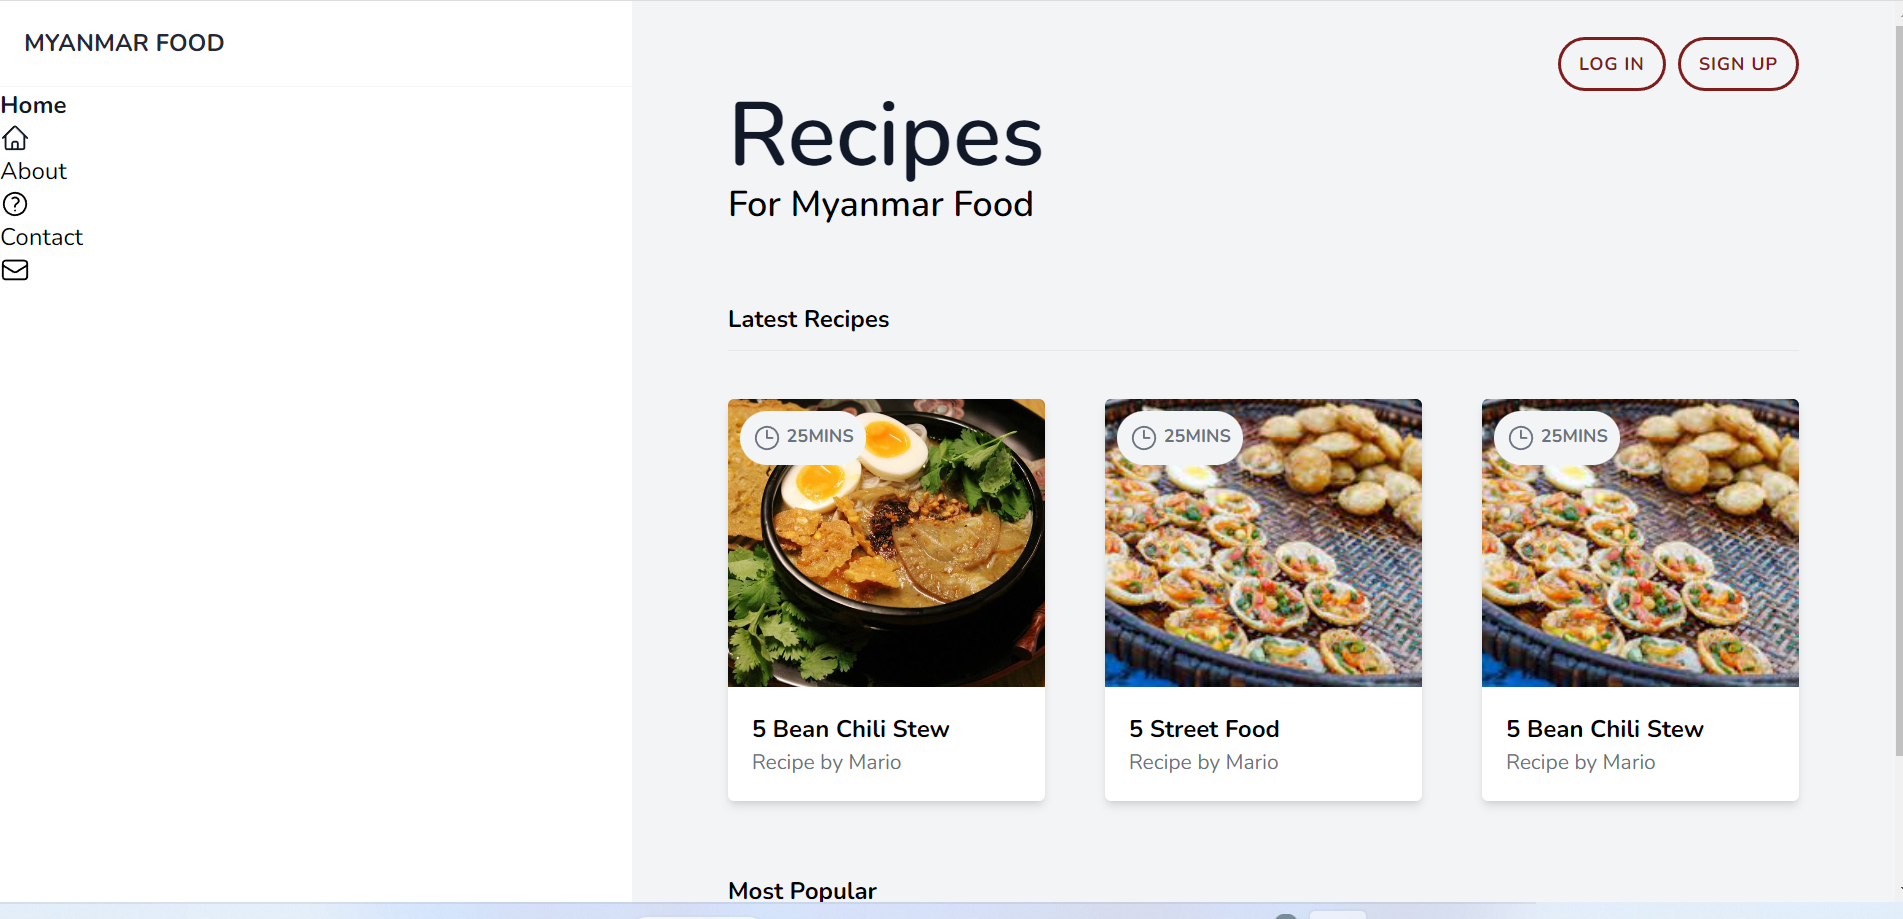 MYANMAR FOOD
Home
About
Contact
LOG IN
SIGN UP
Recipes
For Myanmar Food
Latest Recipes
25MINS
5 Bean Chili Stew
Recipe by Mario
25MINS
5 Street Food
Recipe by Mario
25MINS
5 Bean Chili Stew
Recipe by Mario
Most Popular